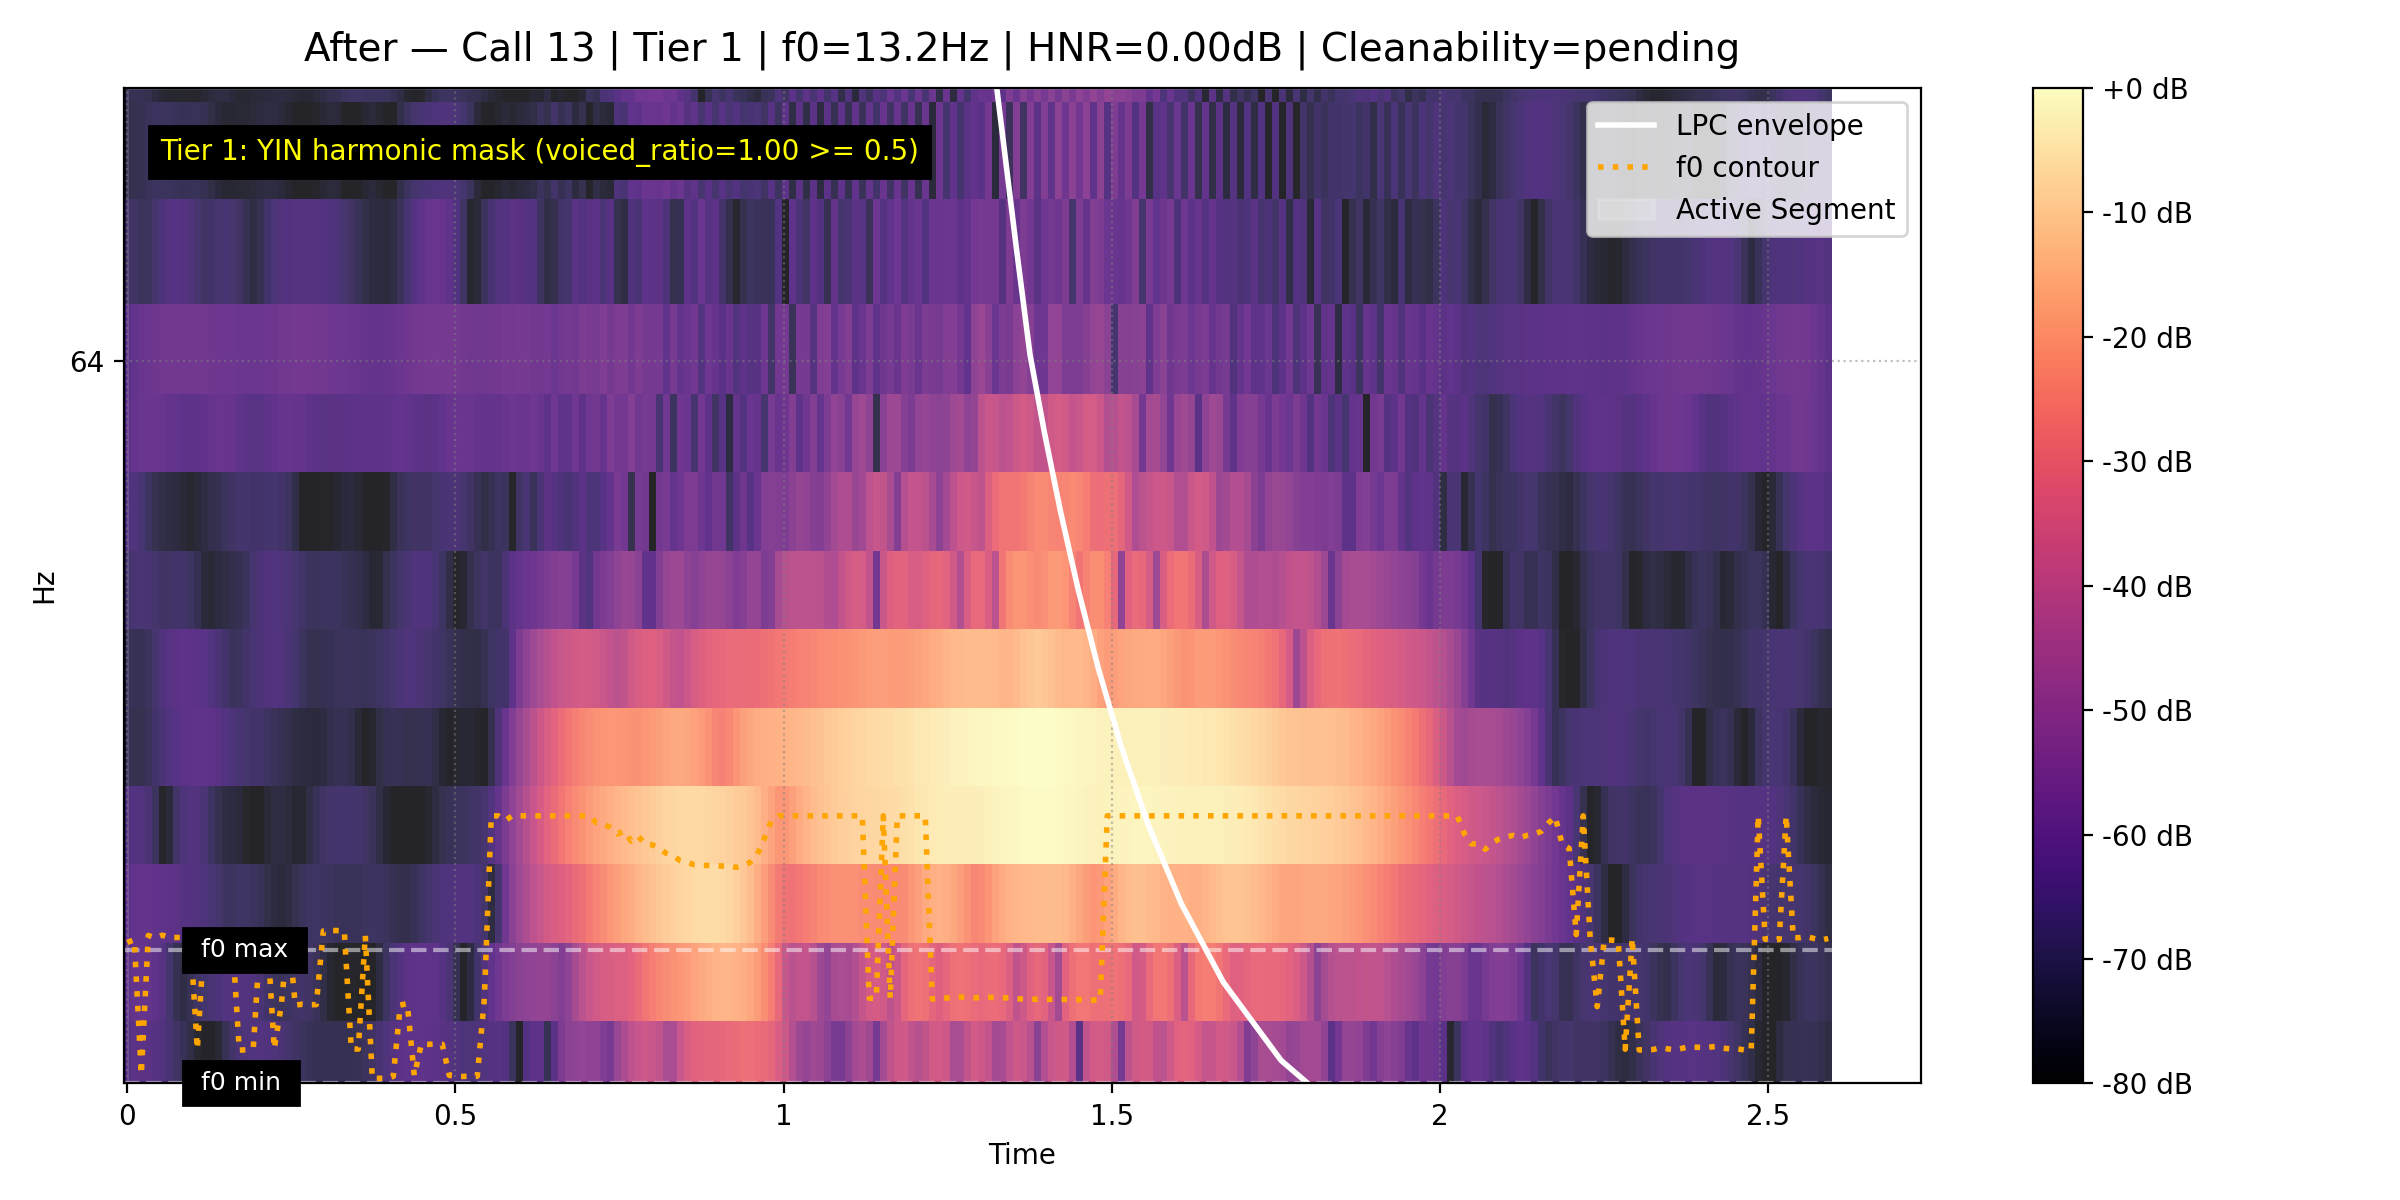 After — Call 13 | Tier 1 | f0=13.2Hz | HNR=0.00dB | Cleanability=pending
Tier 1: YIN harmonic mask (voiced_ratio=1.00 >= 0.5)
LPC envelope
f0 contour
Active Segment
64
Hz
f0 max
f0 min
0 0.5 1 1.5 2 2.5
Time
+0 dB
-10 dB
-20 dB
-30 dB
-40 dB
-50 dB
-60 dB
-70 dB
-80 dB